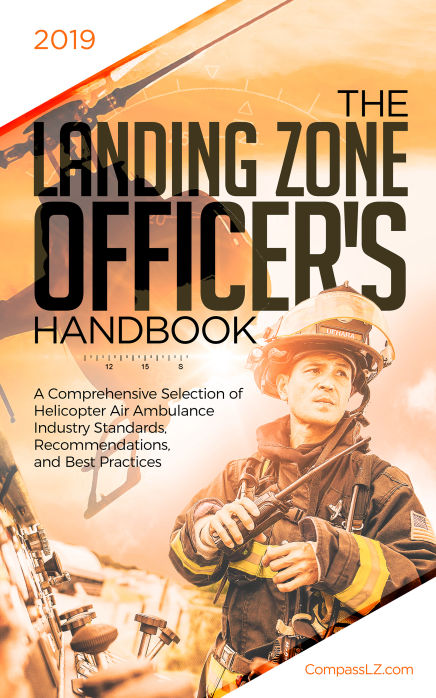 2019
THE
LANDING ZONE
OFFICER'S
HANDBOOK
12 15 S
A Comprehensive Selection of
Helicopter Air Ambulance
Industry Standards,
Recommendations,
and Best Practices
UEHARA
CompassLZ.com